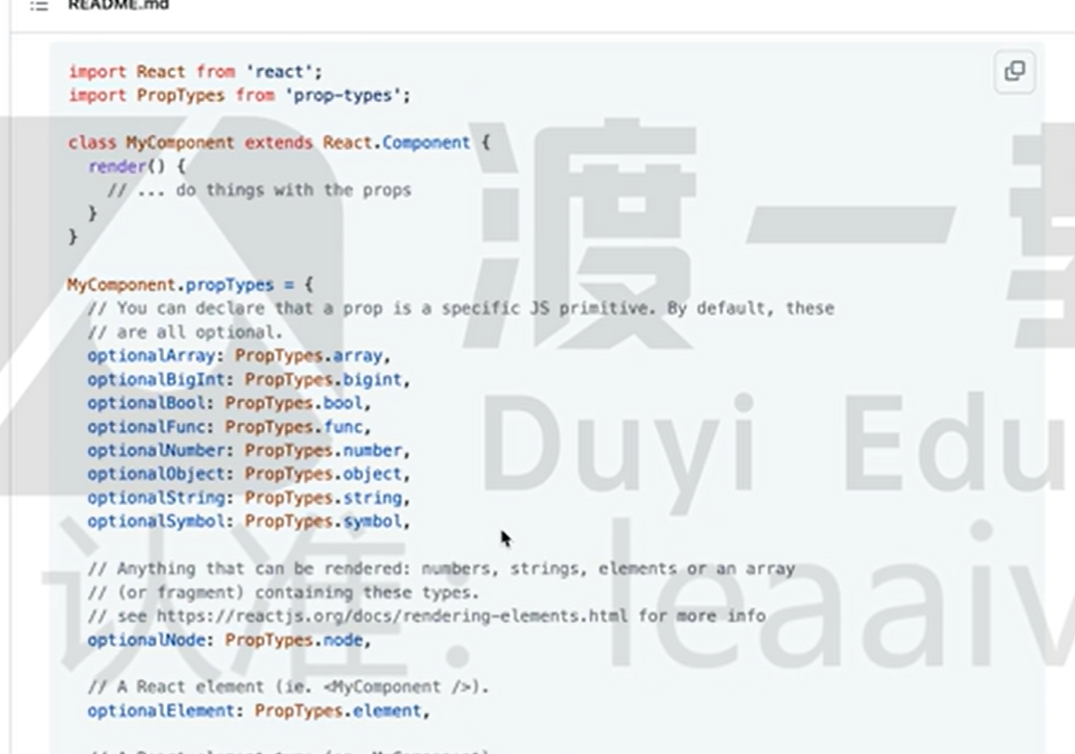 README.md
import React from 'react';
import PropTypes from 'prop-types';
class MyComponent extends React.Component {
render() {
// ... do things with the props
}
}
MyComponent.propTypes = {
// You can declare that a prop is a specific JS primitive. By default, these
// are all optional.
optionalArray: PropTypes.array,
optionalBigInt: PropTypes.bigint,
optionalBool: PropTypes.bool,
optionalFunc: PropTypes.func,
optionalNumber: PropTypes.number,
optionalObject: PropTypes.object,
optionalString: PropTypes.string,
optionalSymbol: PropTypes.symbol,
// Anything that can be rendered: numbers, strings, elements or an array
// (or fragment) containing these types.
// see https://reactjs.org/docs/rendering-elements.html for more info
optionalNode: PropTypes.node,
// A React element (ie. <MyComponent />).
optionalElement: PropTypes.element,
渡一
Duyi Edu
认准: leaaiv